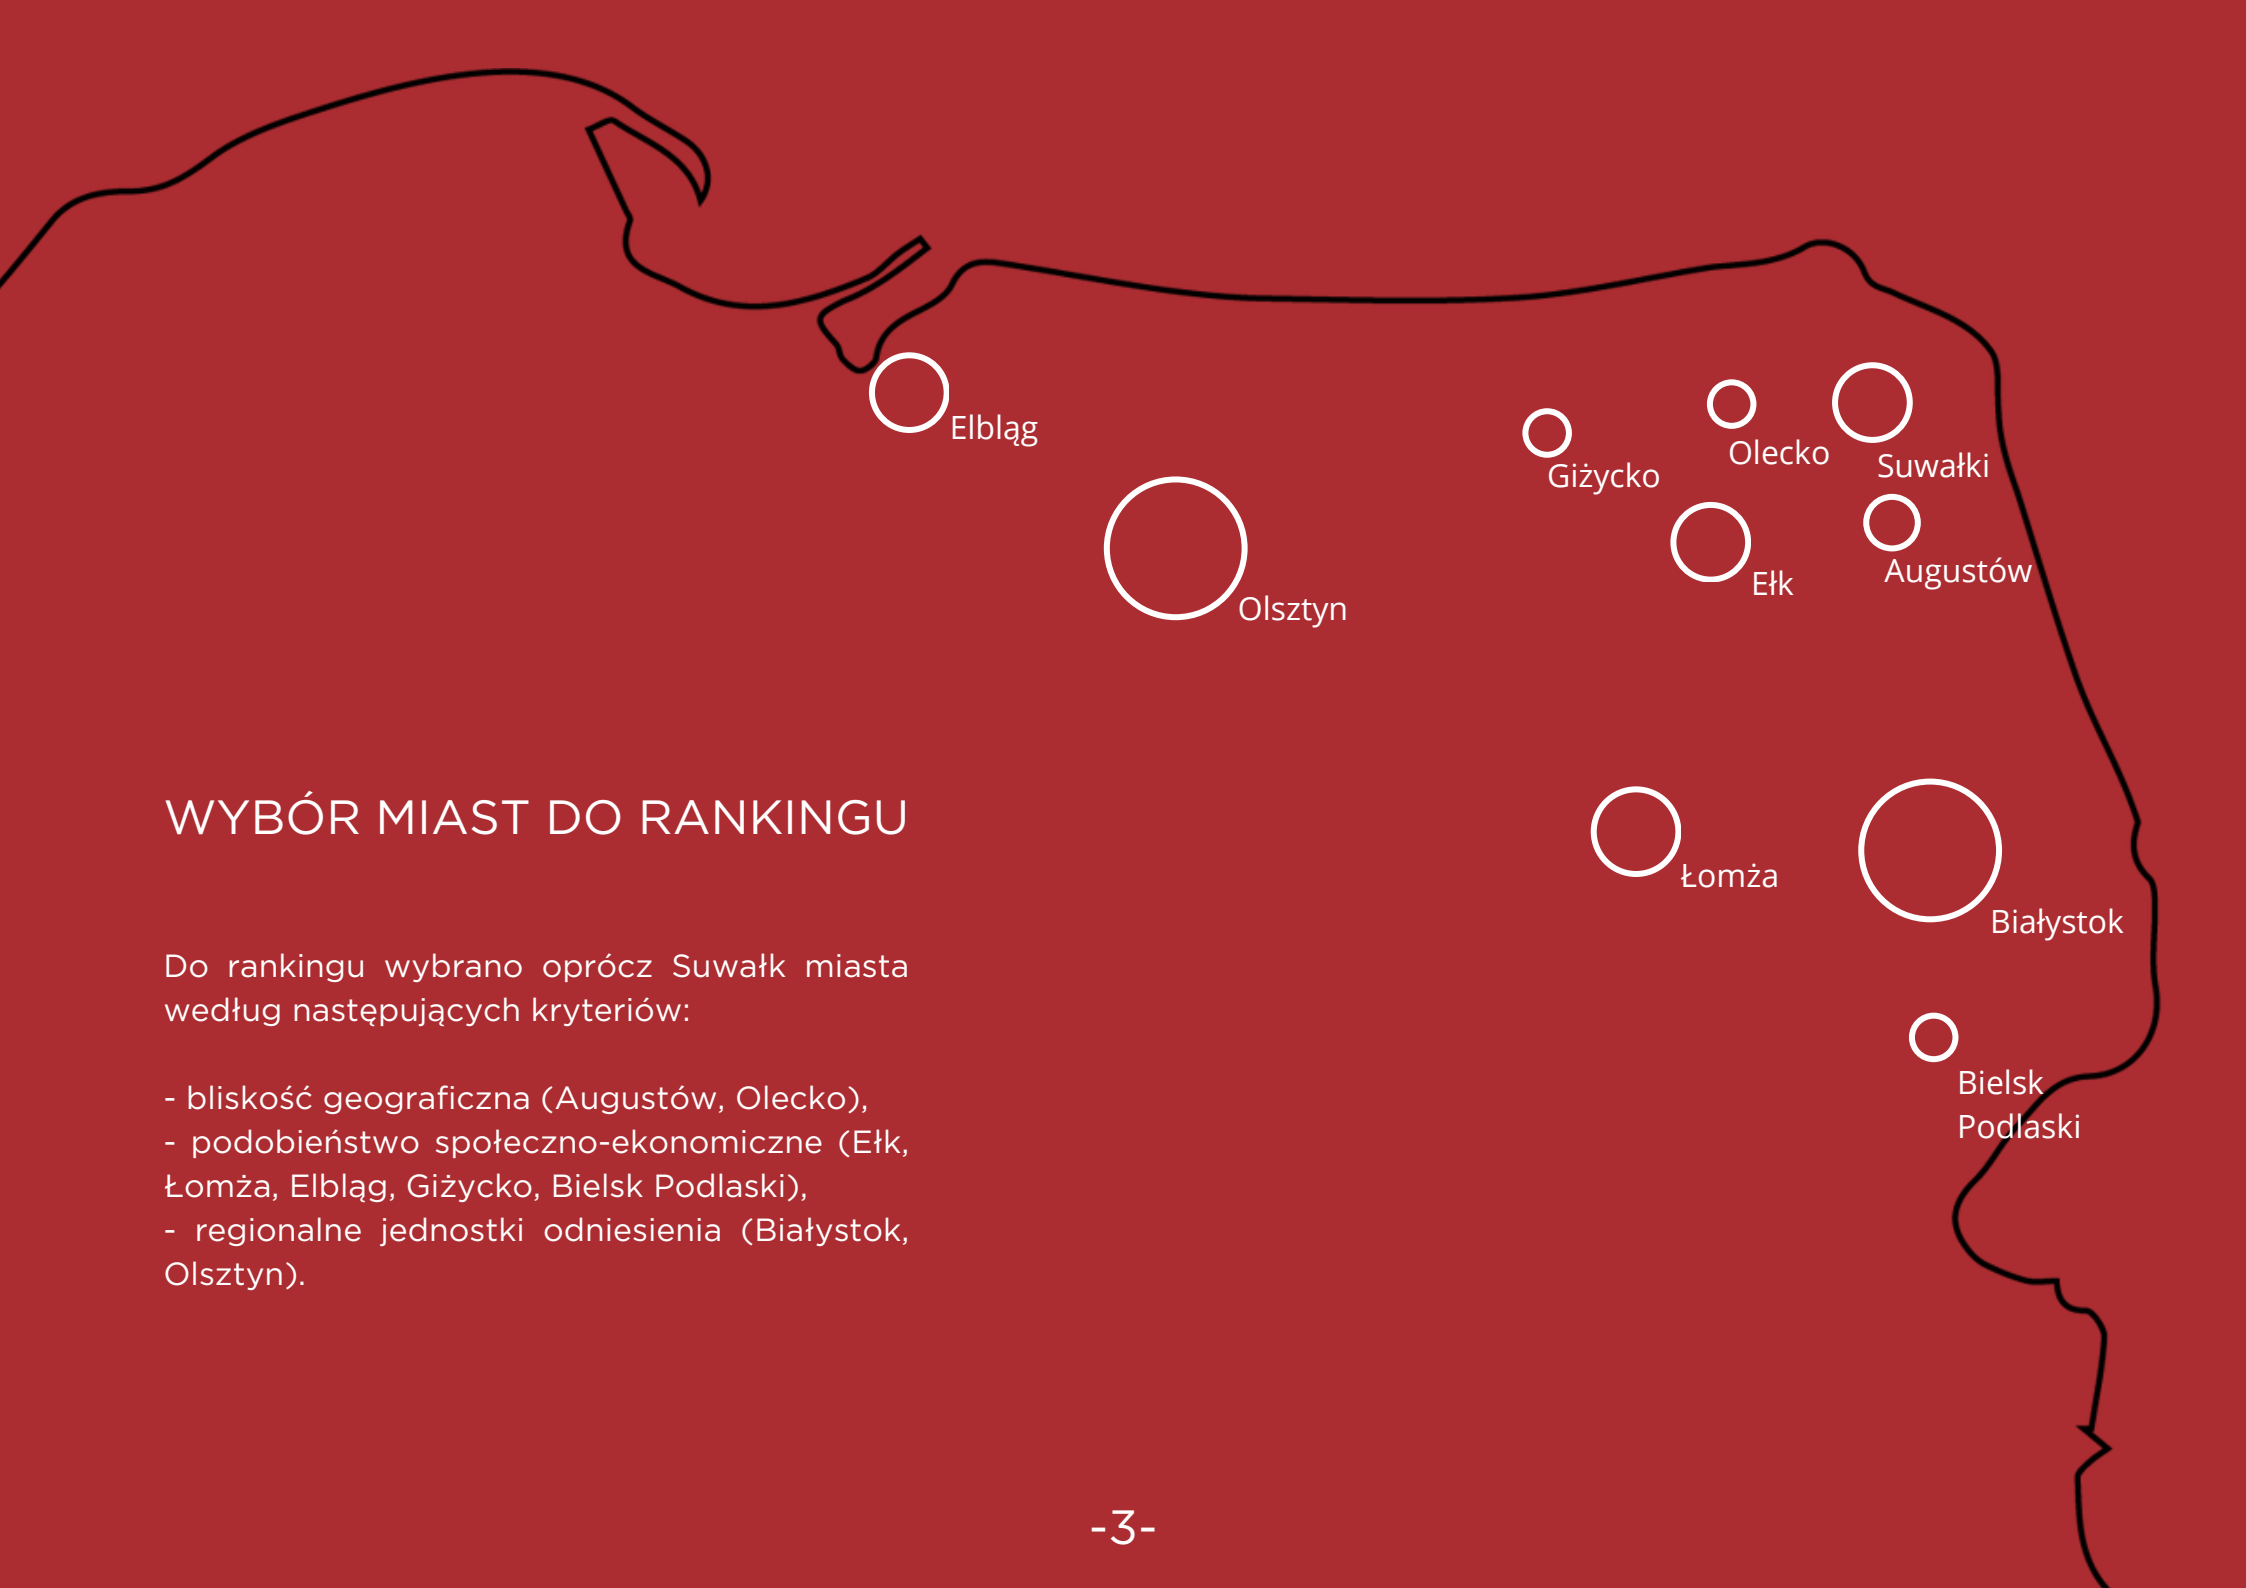 Elbląg
Olecko
Suwałki
Giżycko
Augustów
Ełk
Olsztyn
WYBÓR MIAST DO RANKINGU
Łomża
Białystok
Do rankingu wybrano oprócz Suwałk miasta
według następujących kryteriów:
Bielsk
Podlaski
- bliskość geograficzna (Augustów, Olecko),
- podobieństwo społeczno-ekonomiczne (Ełk,
Łomża, Elbląg, Giżycko, Bielsk Podlaski),
- regionalne jednostki odniesienia (Białystok,
Olsztyn).
-3-